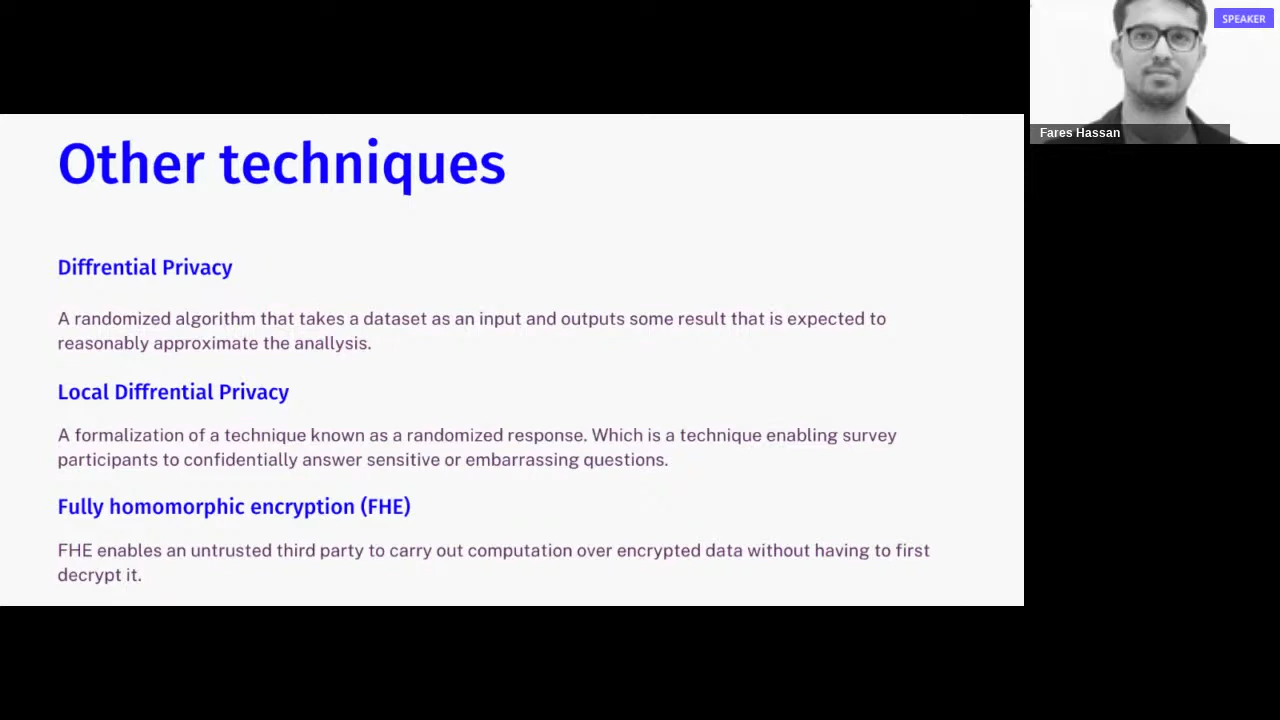 SPEAKER
Fares Hassan
Other techniques
Diffrential Privacy
A randomized algorithm that takes a dataset as an input and outputs some result that is expected to
reasonably approximate the anallysis.
Local Diffrential Privacy
A formalization of a technique known as a randomized response. Which is a technique enabling survey
participants to confidentially answer sensitive or embarrassing questions.
Fully homomorphic encryption (FHE)
FHE enables an untrusted third party to carry out computation over encrypted data without having to first
decrypt it.